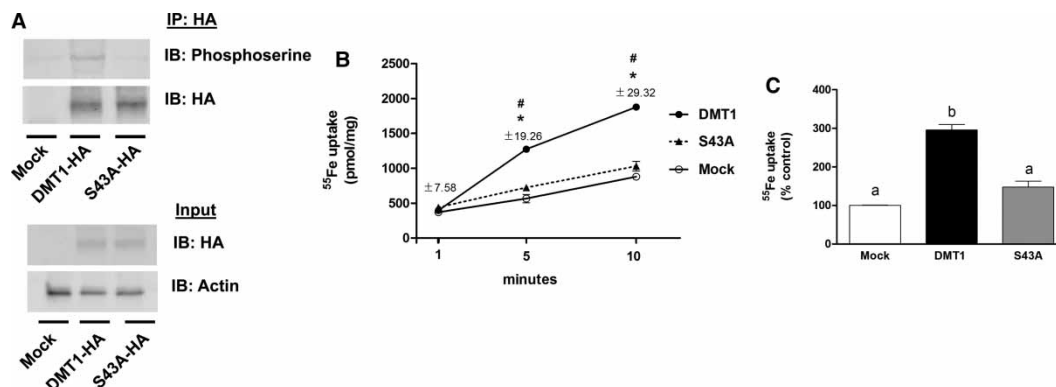 A
IP: HA
IB: Phosphoserine
IB: HA
Mock
DMT1-HA
S43A-HA
Input
IB: HA
IB: Actin
Mock
DMT1-HA
S43A-HA
B
55Fe uptake
(pmol/mg)
2500
2000
1500
1000
500
0
#
*
±29.32
#
*
±19.26
±7.58
DMT1
S43A
Mock
1 5 10
minutes
C
55Fe uptake
(% control)
400
300
200
100
0
a
b
a
Mock DMT1 S43A